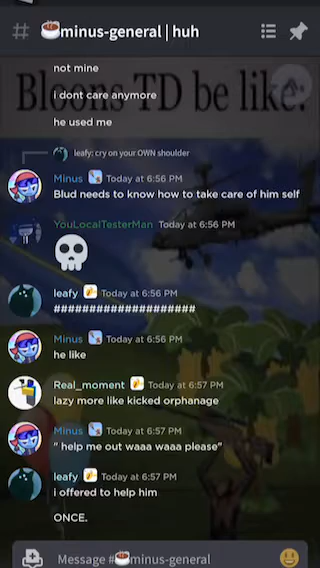 # ☕minus-general | huh
not mine
Bloons TD be like:
i dont care anymore
he used me
leafy: cry on your OWN shoulder
Minus Today at 6:56 PM
Blud needs to know how to take care of him self
YouLocalTesterMan Today at 6:56 PM
💀
leafy Today at 6:56 PM
####################
Minus Today at 6:56 PM
he like
Real_moment Today at 6:57 PM
lazy more like kicked orphanage
Minus Today at 6:57 PM
" help me out waaa waaa please"
leafy Today at 6:57 PM
i offered to help him
ONCE.
Message #☕minus-general